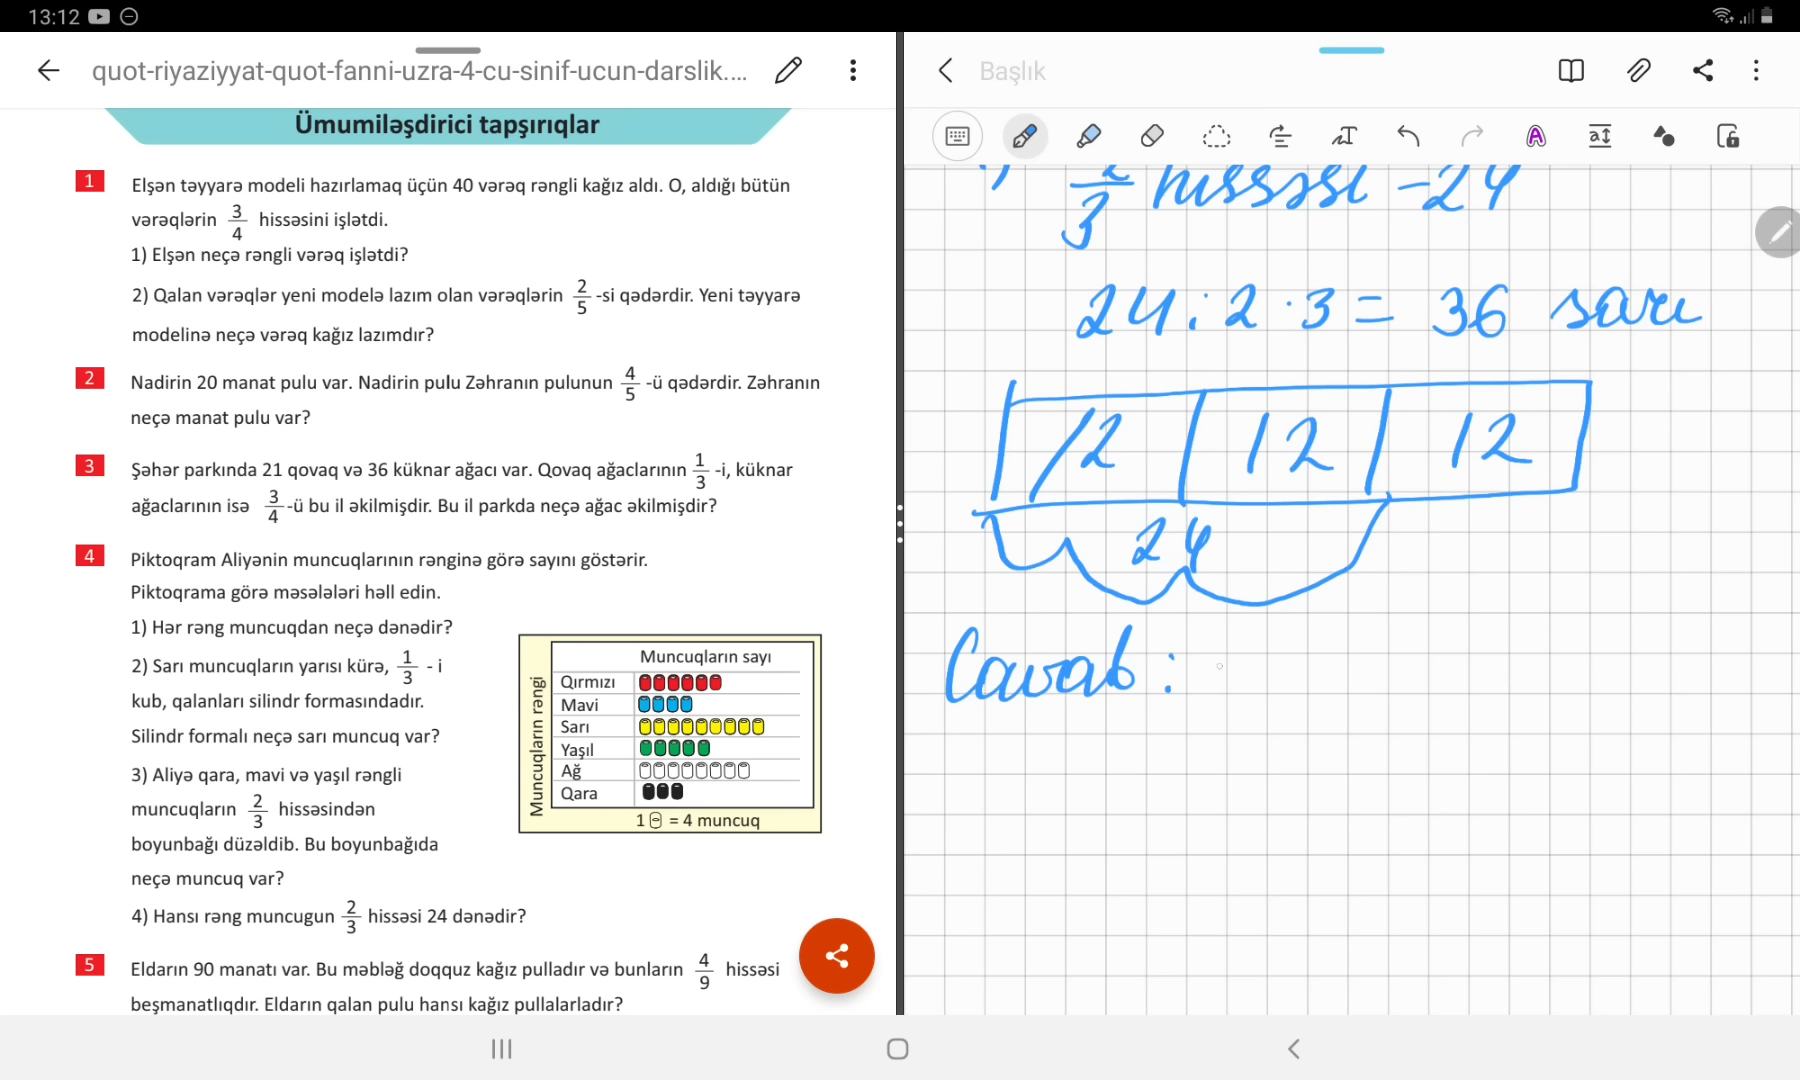 13:12
quot-riyaziyyat-quot-fanni-uzra-4-cu-sinif-ucun-darslik....
Ümumiləşdirici tapşırıqlar
1 Elşən təyyarə modeli hazırlamaq üçün 40 vərəq rəngli kağız aldı. O, aldığı bütün
vərəqlərin 3/4 hissəsini işlətdi.
1) Elşən neçə rəngli vərəq işlətdi?
2) Qalan vərəqlər yeni modelə lazım olan vərəqlərin 2/5 -si qədərdir. Yeni təyyarə
modelinə neçə vərəq kağız lazımdır?
2 Nadirin 20 manat pulu var. Nadirin pulu Zəhranın pulunun 4/5 -ü qədərdir. Zəhranın
neçə manat pulu var?
3 Şəhər parkında 21 qovaq və 36 küknar ağacı var. Qovaq ağaclarının 1/3 -i, küknar
ağaclarının isə 3/4 -ü bu il əkilmişdir. Bu il parkda neçə ağac əkilmişdir?
4 Piktoqram Aliyənin muncuqlarının rənginə görə sayını göstərir.
Piktoqrama görə məsələləri həll edin.
1) Hər rəng muncuqdan neçə dənədir?
2) Sarı muncuqların yarısı kürə, 1/3 - i
kub, qalanları silindr formasındadır.
Silindr formalı neçə sarı muncuq var?
3) Aliyə qara, mavi və yaşıl rəngli
muncuqların 2/3 hissəsindən
boyunbağı düzəldib. Bu boyunbağıda
neçə muncuq var?
4) Hansı rəng muncugun 2/3 hissəsi 24 dənədir?
Muncuqların rəngi
Muncuqların sayı
Qırmızı
Mavi
Sarı
Yaşıl
Ağ
Qara
1 = 4 muncuq
5 Eldarın 90 manatı var. Bu məbləğ doqquz kağız pulladır və bunların 4/9 hissəsi
beşmanatlıqdır. Eldarın qalan pulu hansı kağız pullalarladır?
Başlık
2/3 hissəsi - 24
24 : 2 · 3 = 36 sarı
12 12 12
24
Cavab :